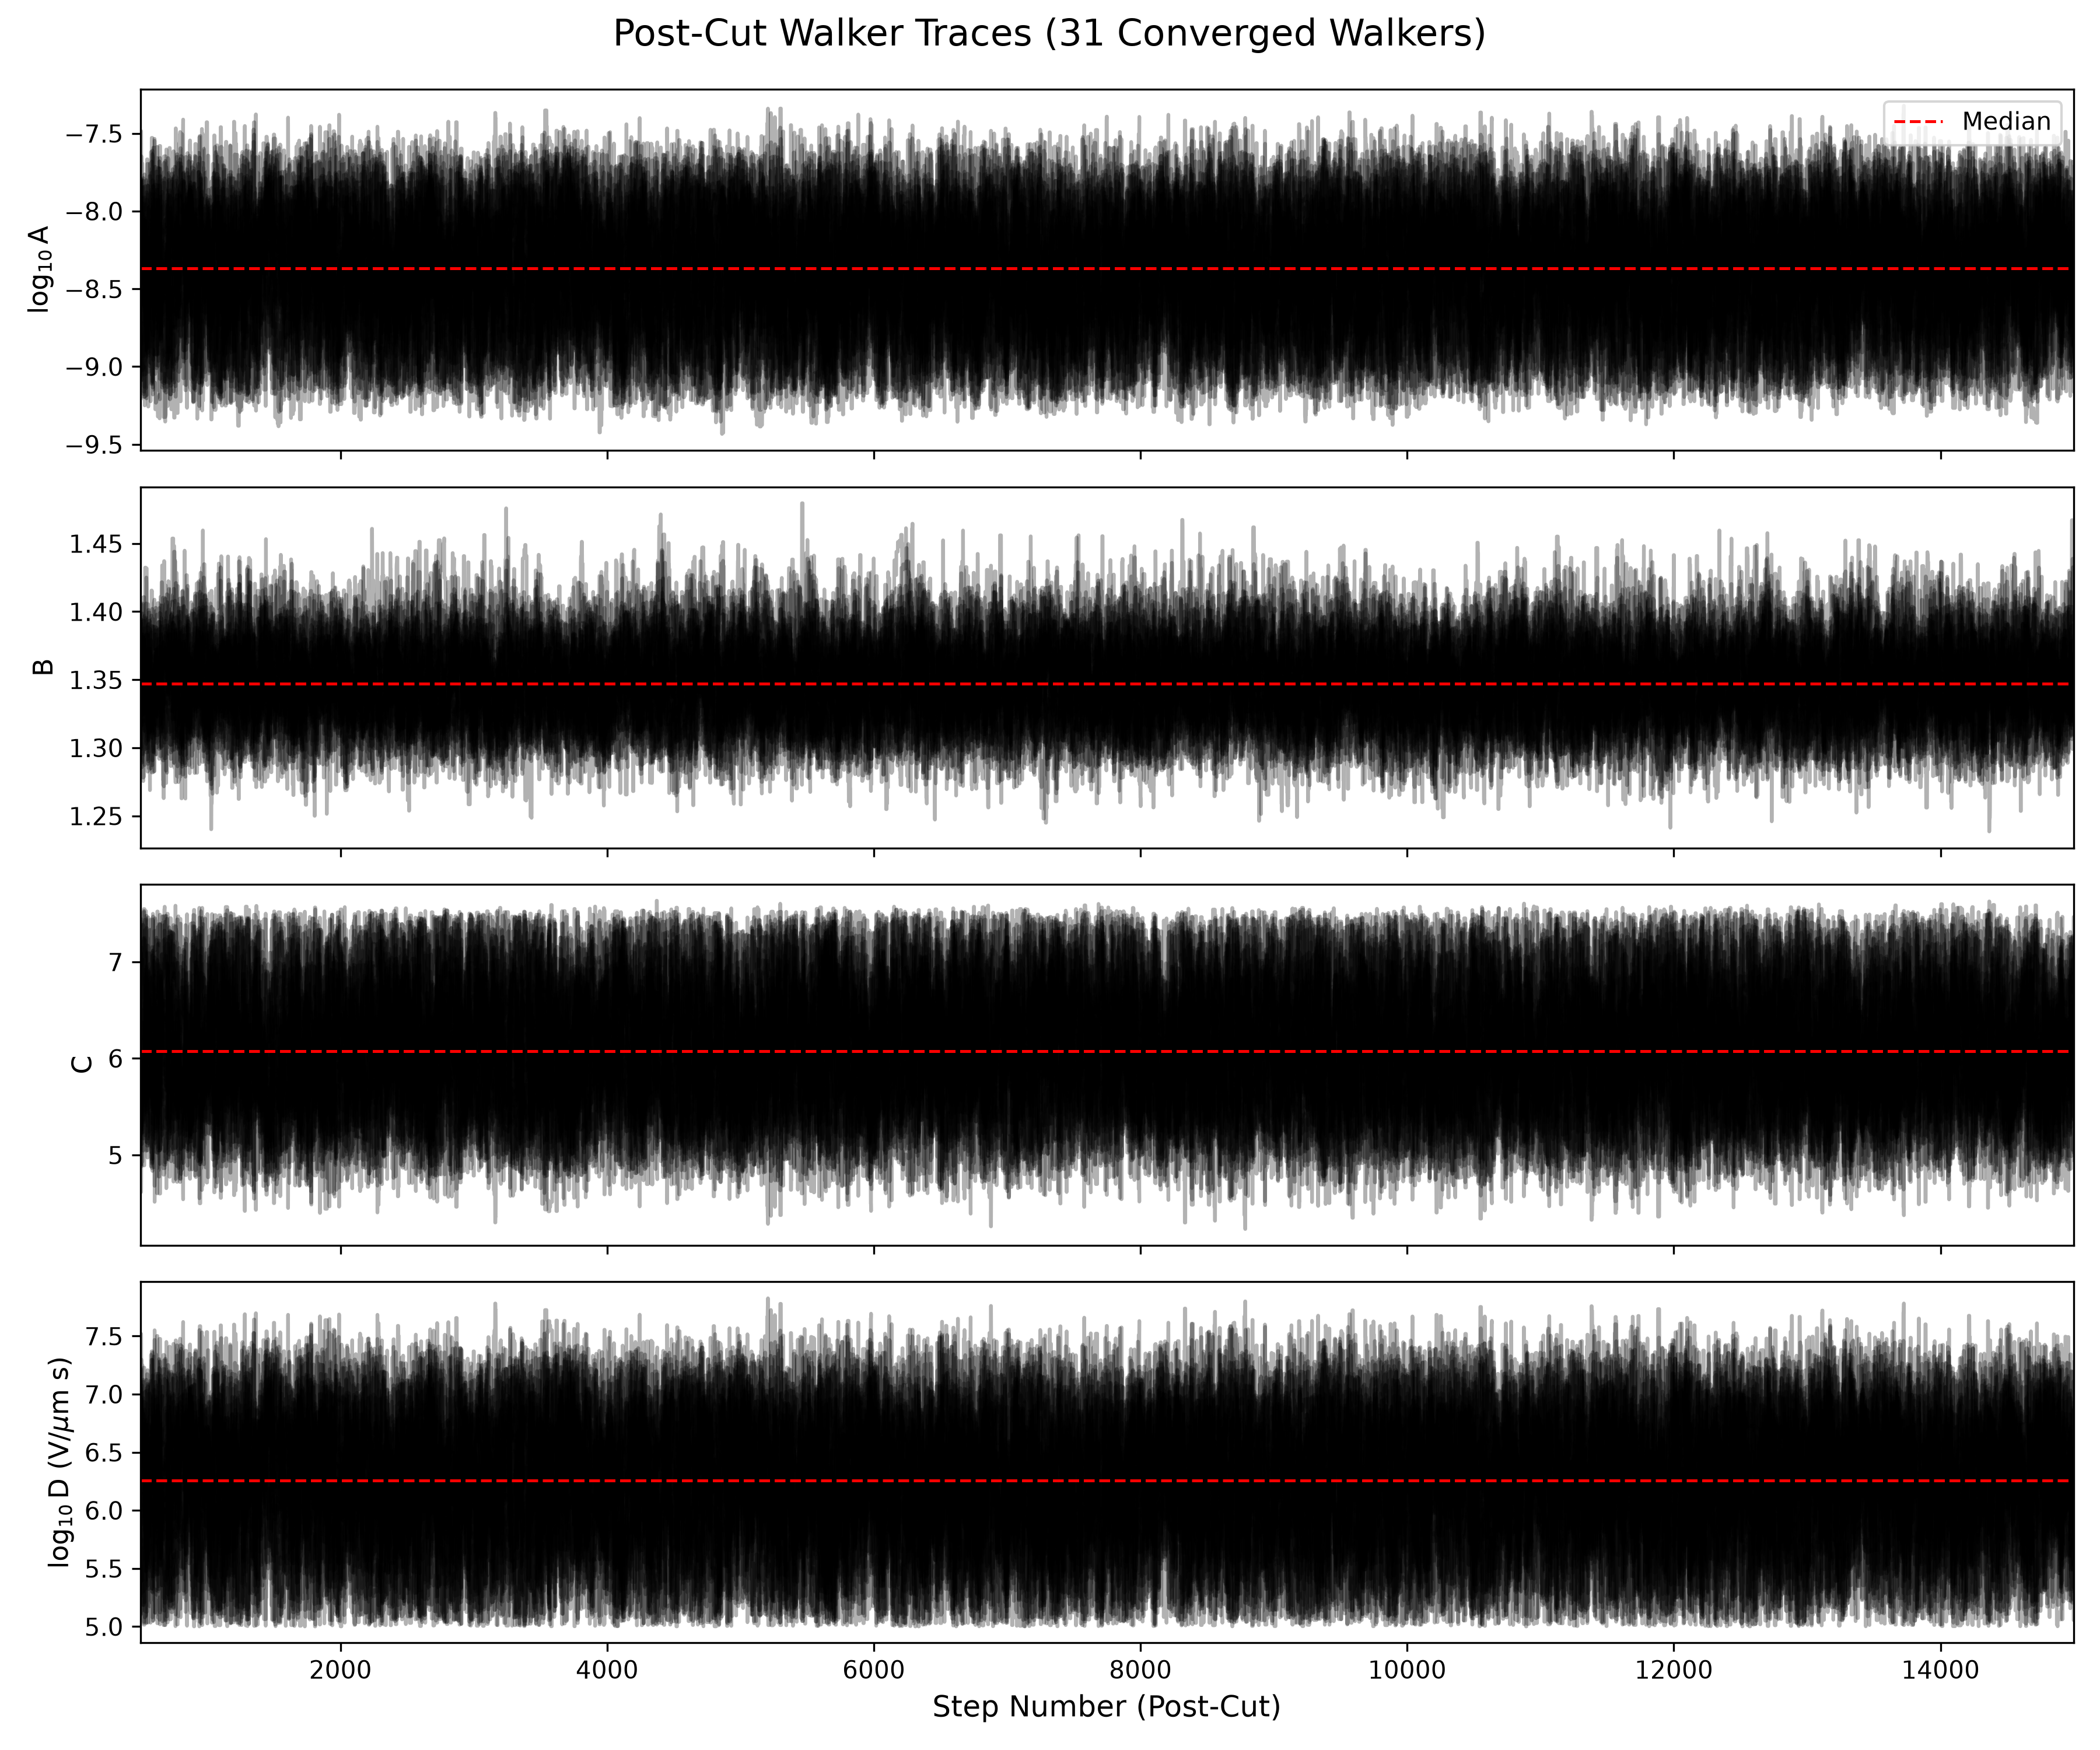 Post-Cut Walker Traces (31 Converged Walkers)
Median
log₁₀ A
−7.5
−8.0
−8.5
−9.0
−9.5
B
1.45
1.40
1.35
1.30
1.25
C
7
6
5
log₁₀ D (V/μm s)
7.5
7.0
6.5
6.0
5.5
5.0
2000 4000 6000 8000 10000 12000 14000
Step Number (Post-Cut)